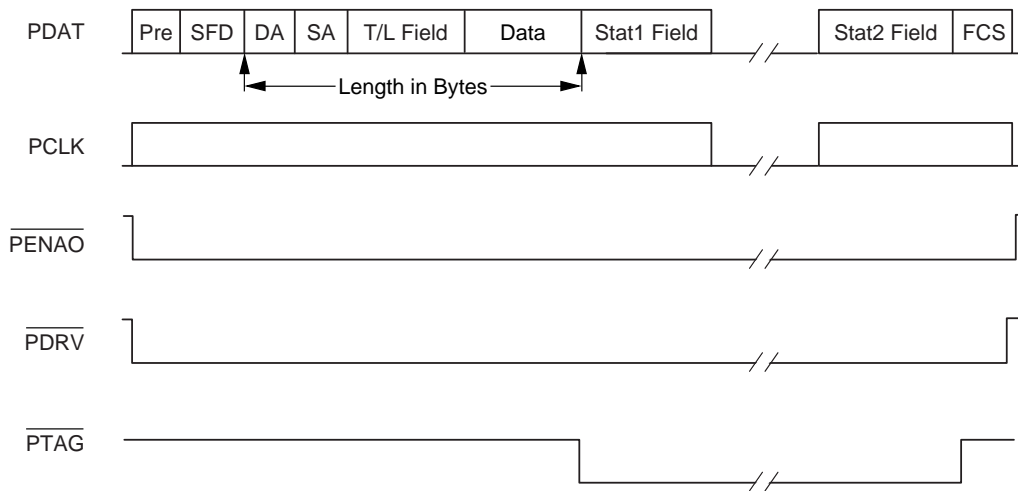 PDAT Pre SFD DA SA T/L Field Data Stat1 Field Stat2 Field FCS
Length in Bytes
PCLK
PENAO
PDRV
PTAG